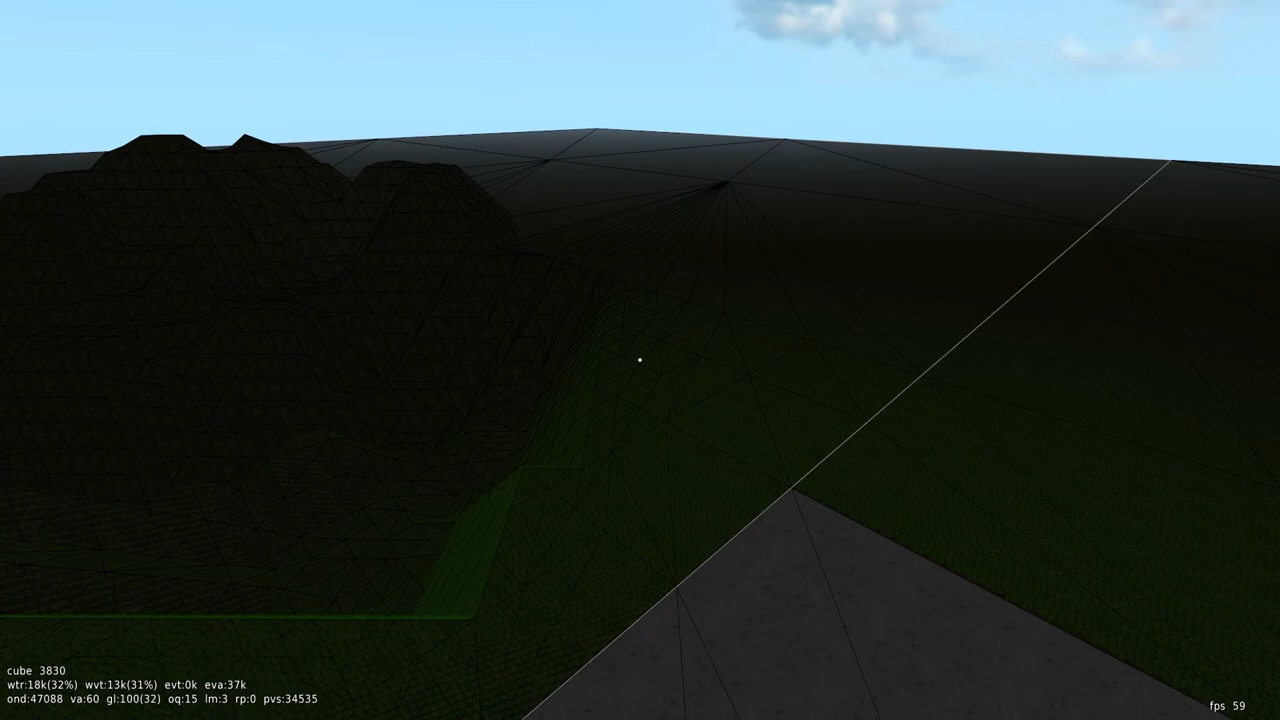 cube 3830
wtr:18k(32%) wvt:13k(31%) evt:0k eva:37k
ond:47088 va:60 gl:100(32) oq:15 lm:3 rp:0 pvs:34535
fps 59